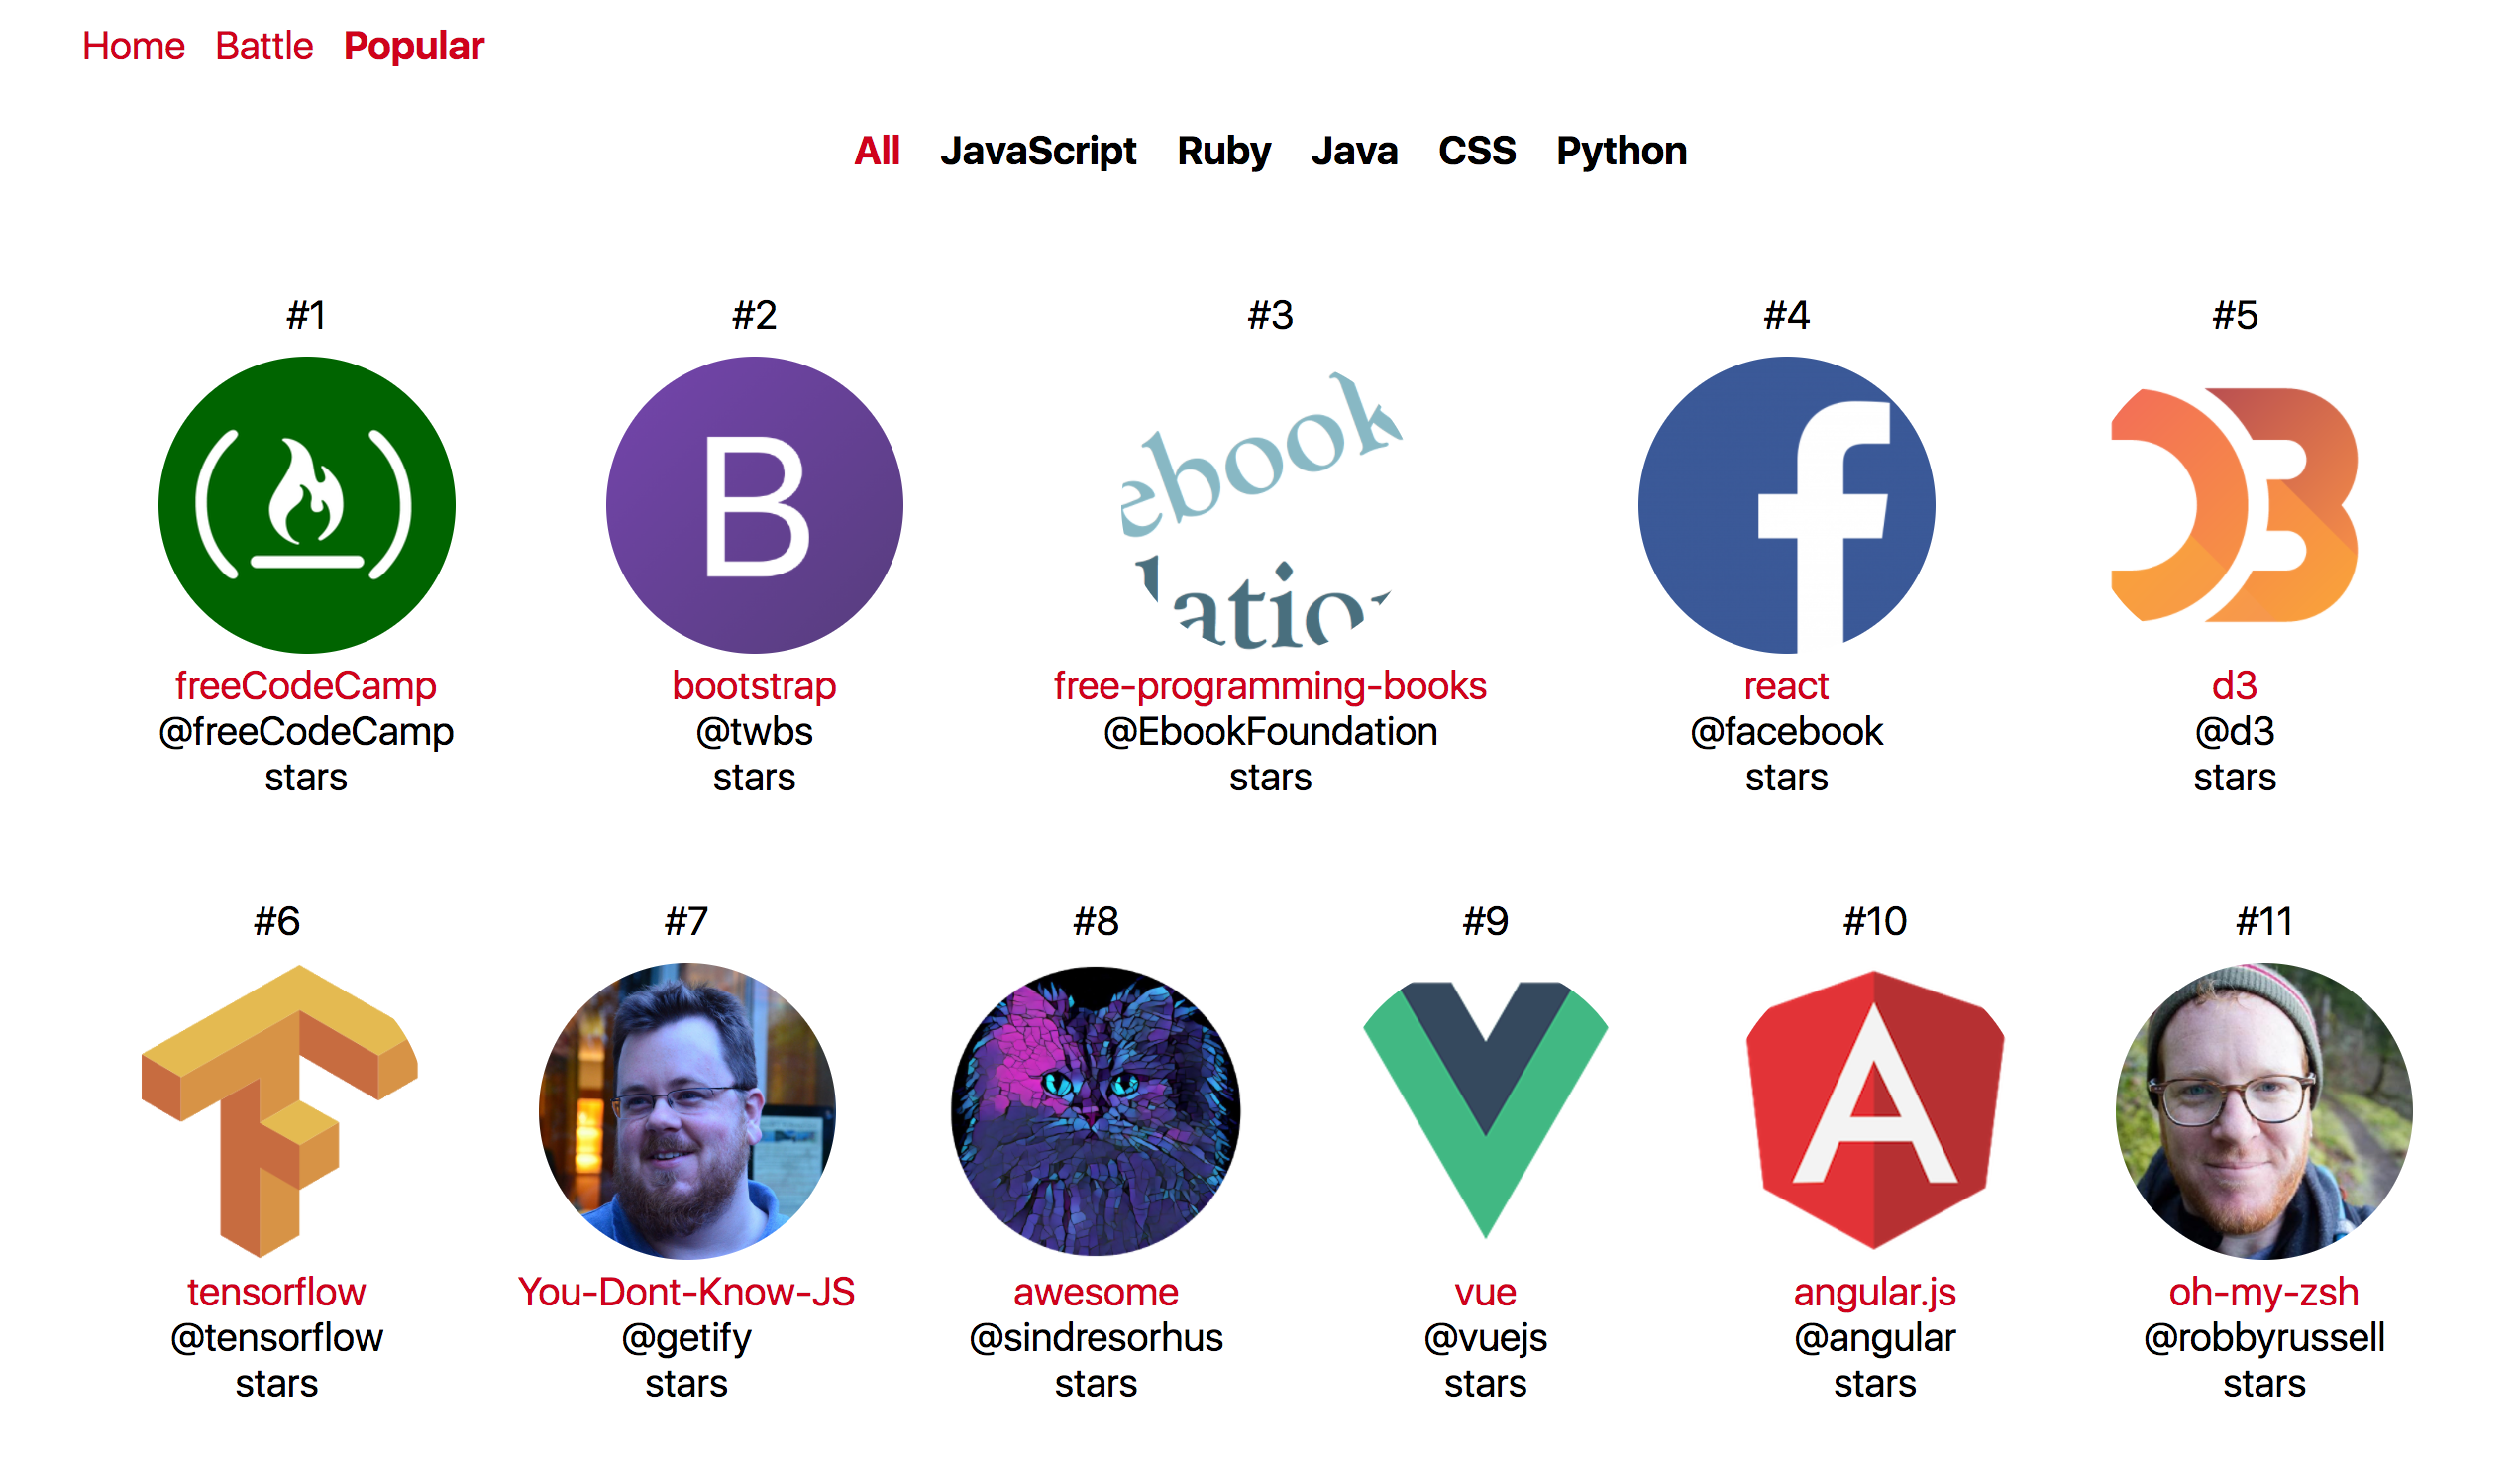 Home Battle Popular
All JavaScript Ruby Java CSS Python
#1 #2 #3 #4 #5
B
ebook
f
D3
freeCodeCamp bootstrap free-programming-books react d3
@freeCodeCamp @twbs @EbookFoundation @facebook @d3
stars stars stars stars stars
#6 #7 #8 #9 #10 #11
A
tensorflow You-Dont-Know-JS awesome vue angular.js oh-my-zsh
@tensorflow @getify @sindresorhus @vuejs @angular @robbyrussell
stars stars stars stars stars stars